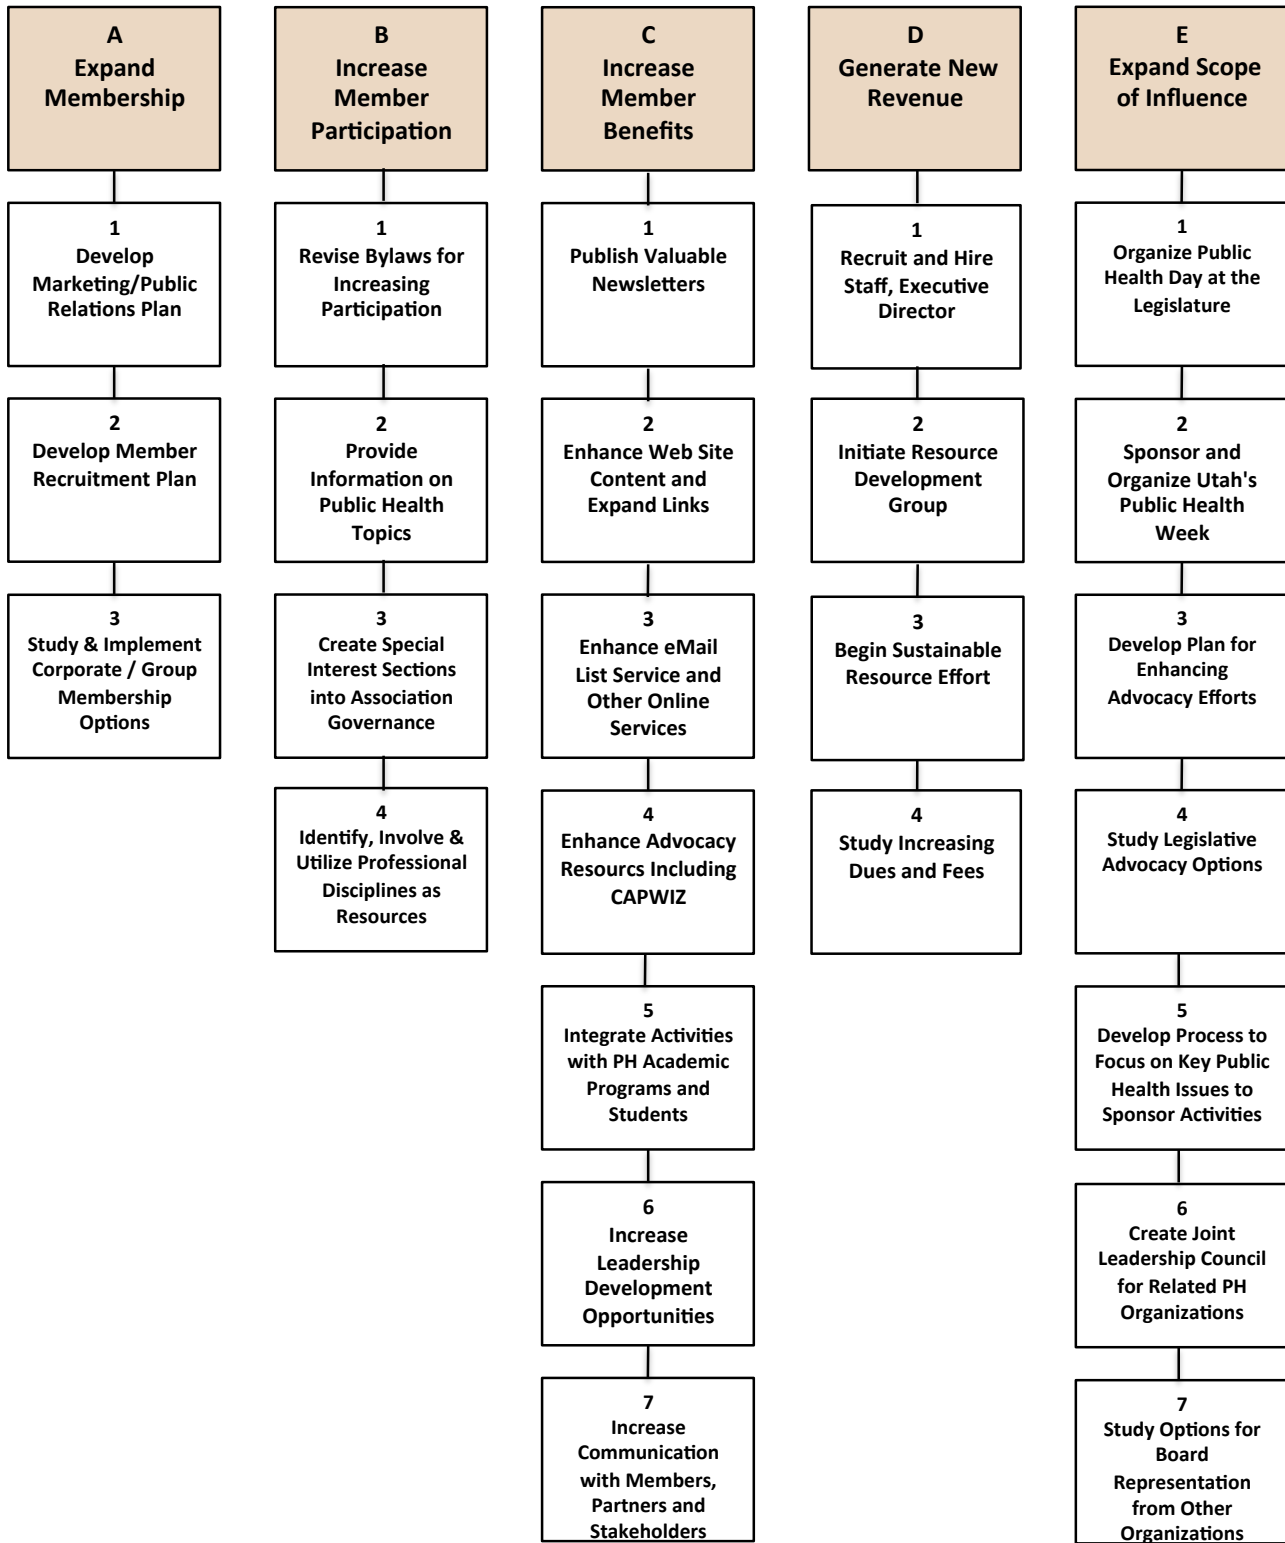 A
Expand
Membership
1
Develop
Marketing/Public
Relations Plan
2
Develop Member
Recruitment Plan
3
Study & Implement
Corporate / Group
Membership
Options
B
Increase
Member
Participation
1
Revise Bylaws for
Increasing
Participation
2
Provide
Information on
Public Health
Topics
3
Create Special
Interest Sections
into Association
Governance
4
Identify, Involve &
Utilize Professional
Disciplines as
Resources
C
Increase
Member
Benefits
1
Publish Valuable
Newsletters
2
Enhance Web Site
Content and
Expand Links
3
Enhance eMail
List Service and
Other Online
Services
4
Enhance Advocacy
Resourcs Including
CAPWIZ
5
Integrate Activities
with PH Academic
Programs and
Students
6
Increase
Leadership
Development
Opportunities
7
Increase
Communication
with Members,
Partners and
Stakeholders
D
Generate New
Revenue
1
Recruit and Hire
Staff, Executive
Director
2
Initiate Resource
Development
Group
3
Begin Sustainable
Resource Effort
4
Study Increasing
Dues and Fees
E
Expand Scope
of Influence
1
Organize Public
Health Day at the
Legislature
2
Sponsor and
Organize Utah's
Public Health
Week
3
Develop Plan for
Enhancing
Advocacy Efforts
4
Study Legislative
Advocacy Options
5
Develop Process to
Focus on Key Public
Health Issues to
Sponsor Activities
6
Create Joint
Leadership Council
for Related PH
Organizations
7
Study Options for
Board
Representation
from Other
Organizations